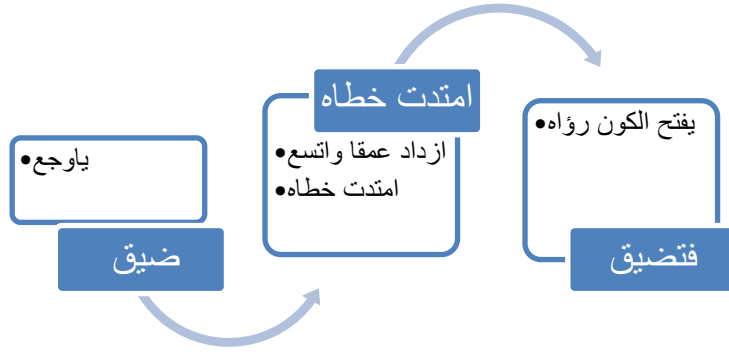 ياوجع•
ضيق
امتدت خطاه
ازداد عمقا واتسع•
امتدت خطاه•
يفتح الكون رؤاه•
فتضيق